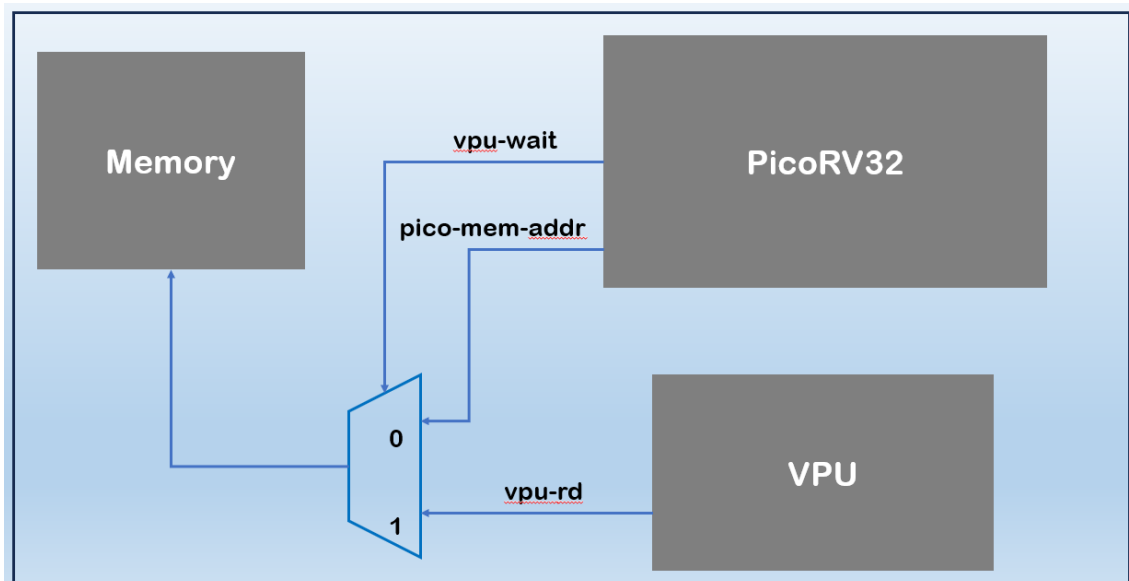 Memory
vpu-wait
PicoRV32
pico-mem-addr
0
vpu-rd
VPU
1